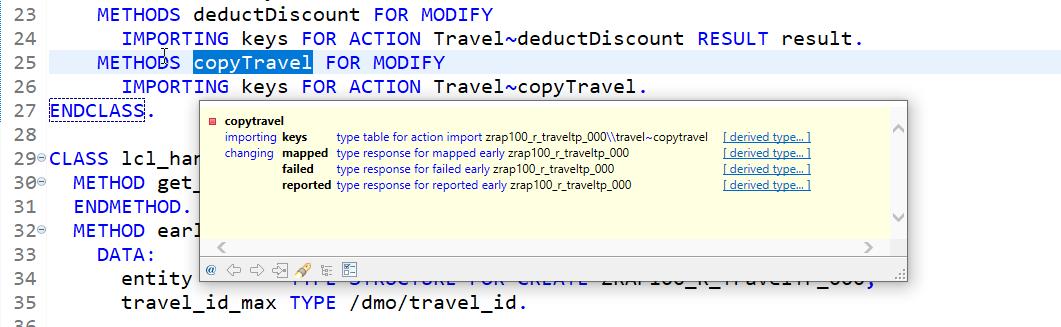 23 METHODS deductDiscount FOR MODIFY
24 IMPORTING keys FOR ACTION Travel~deductDiscount RESULT result.
25 METHODS copyTravel FOR MODIFY
26 IMPORTING keys FOR ACTION Travel~copyTravel.
27 ENDCLASS.
copytravel
importing keys type table for action import zrap100_r_traveltp_000\\travel~copytravel [ derived type... ]
changing mapped type response for mapped early zrap100_r_traveltp_000 [ derived type... ]
failed type response for failed early zrap100_r_traveltp_000 [ derived type... ]
reported type response for reported early zrap100_r_traveltp_000 [ derived type... ]
28
29 CLASS lcl_han
30 METHOD get_
31 ENDMETHOD.
32 METHOD earl
33 DATA:
34 entity
35 travel_id_max TYPE /dmo/travel_id.